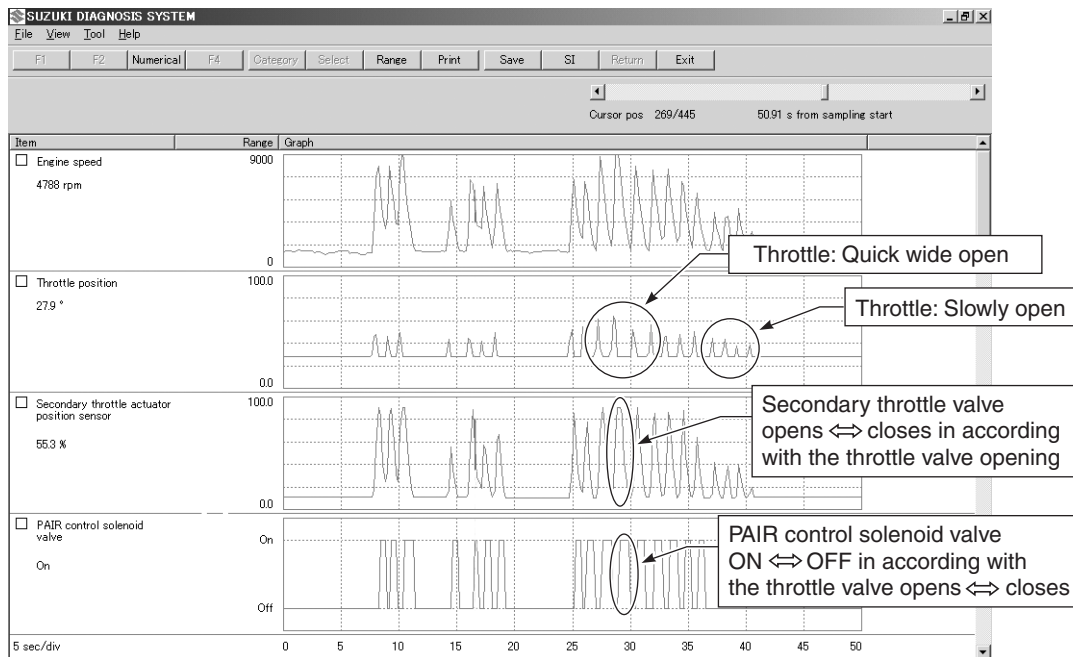 SUZUKI DIAGNOSIS SYSTEM
File View Tool Help
F1 F2 Numerical F4 Category Select Range Print Save SI Return Exit
Cursor pos 269/445 50.91 s from sampling start
Item Range Graph
Engine speed 9000
4788 rpm
0
Throttle: Quick wide open
Throttle position 100.0
27.9 °
Throttle: Slowly open
0.0
Secondary throttle actuator 100.0
position sensor
55.3 %
Secondary throttle valve
opens ⇔ closes in according
with the throttle valve opening
0.0
PAIR control solenoid
valve
On
On
Off
PAIR control solenoid valve
ON ⇔ OFF in according with
the throttle valve opens ⇔ closes
5 sec/div 0 5 10 15 20 25 30 35 40 45 50